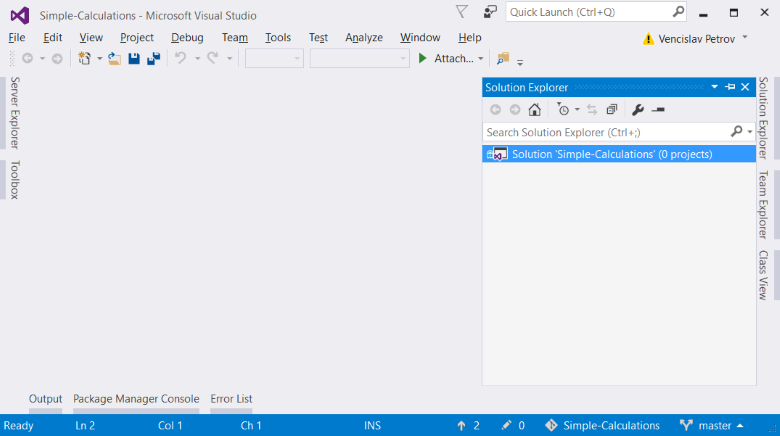 Simple-Calculations - Microsoft Visual Studio
Quick Launch (Ctrl+Q)
File Edit View Project Debug Team Tools Test Analyze Window Help
Vencislav Petrov
Attach...
Server Explorer
Toolbox
Solution Explorer
Search Solution Explorer (Ctrl+;)
Solution 'Simple-Calculations' (0 projects)
Solution Explorer
Team Explorer
Class View
Output Package Manager Console Error List
Ready Ln 2 Col 1 Ch 1 INS 2 0 Simple-Calculations master